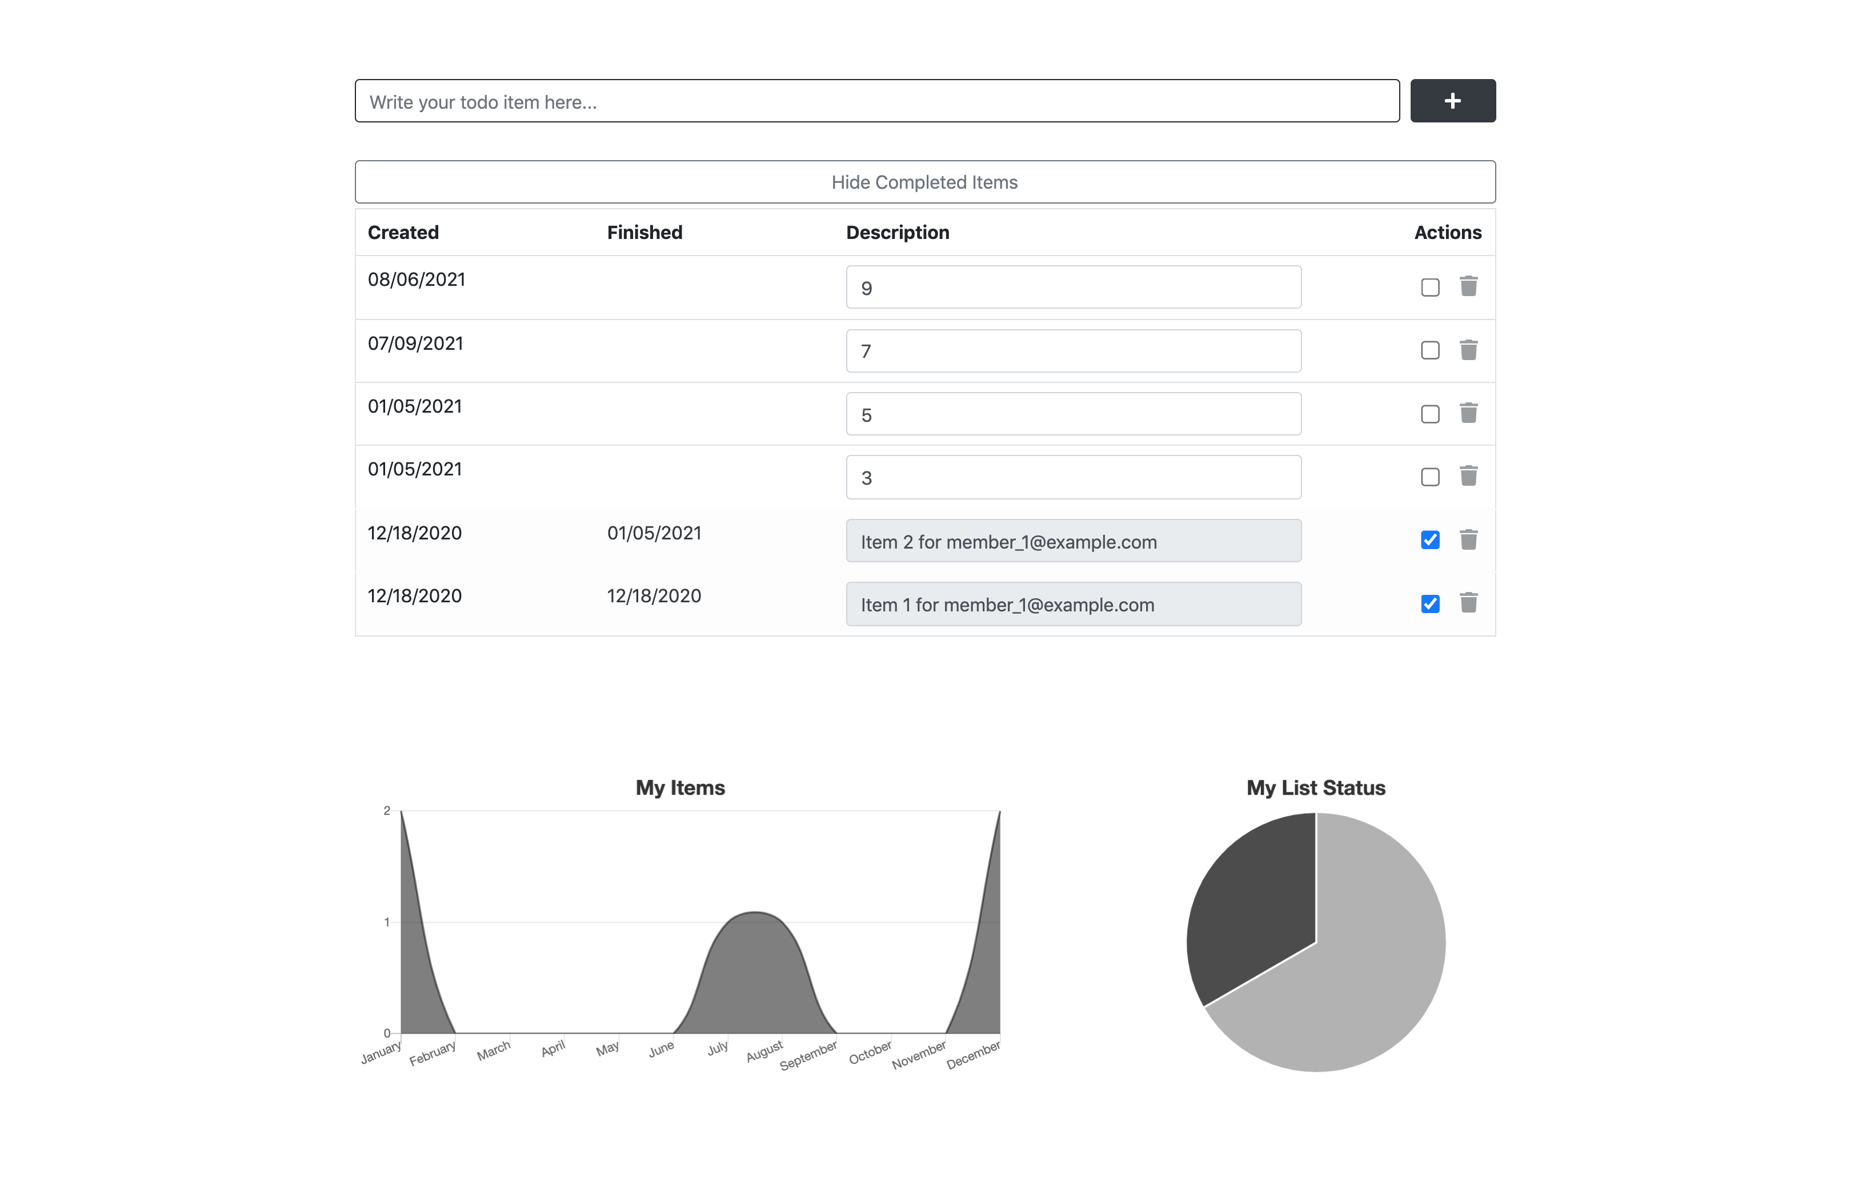 Write your todo item here...
+
Hide Completed Items
Created Finished Description Actions
08/06/2021 9
07/09/2021 7
01/05/2021 5
01/05/2021 3
12/18/2020 01/05/2021 Item 2 for member_1@example.com
12/18/2020 12/18/2020 Item 1 for member_1@example.com
My Items
2
1
0
January February March April May June July August September October November December
My List Status